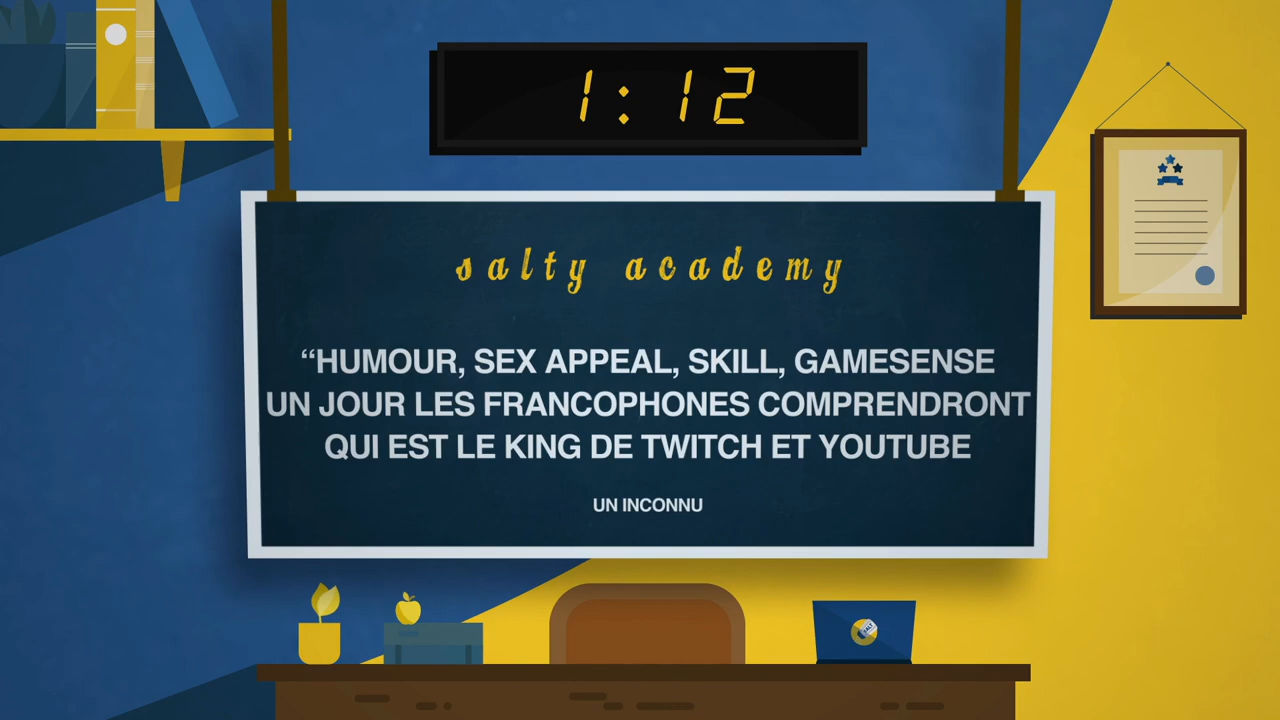 1:12
salty academy
“HUMOUR, SEX APPEAL, SKILL, GAMESENSE
UN JOUR LES FRANCOPHONES COMPRENDRONT
QUI EST LE KING DE TWITCH ET YOUTUBE
UN INCONNU
SALT